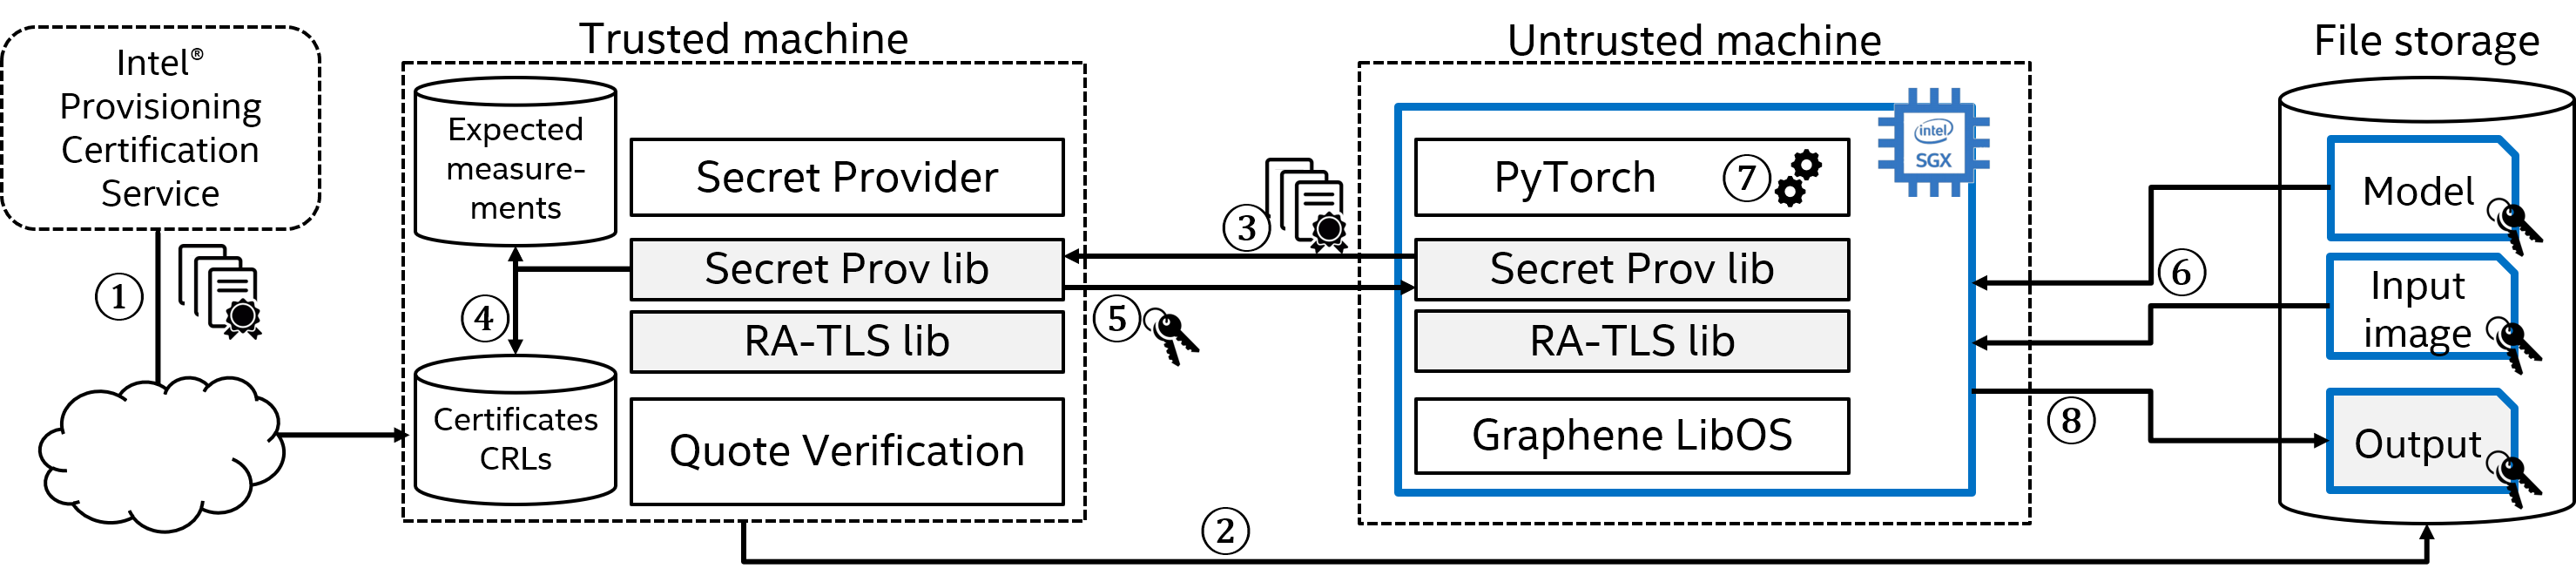 Intel®
Provisioning
Certification
Service
①
Trusted machine
Expected
measure-
ments
Secret Provider
Secret Prov lib
④
RA-TLS lib
Certificates
CRLs
Quote Verification
②
③
⑤
Untrusted machine
intel
SGX
PyTorch
⑦
Secret Prov lib
RA-TLS lib
Graphene LibOS
⑥
⑧
File storage
Model
Input
image
Output